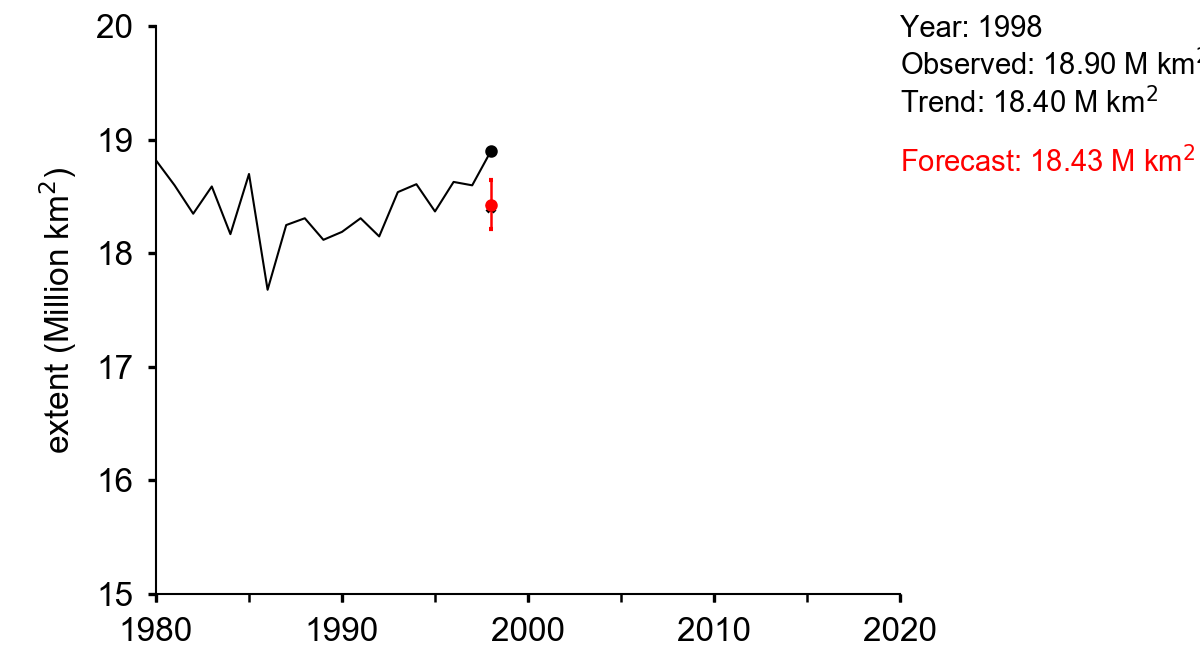 Year: 1998
Observed: 18.90 M km²
Trend: 18.40 M km²
Forecast: 18.43 M km²
extent (Million km²)
20
19
18
17
16
15
1980
1990
2000
2010
2020